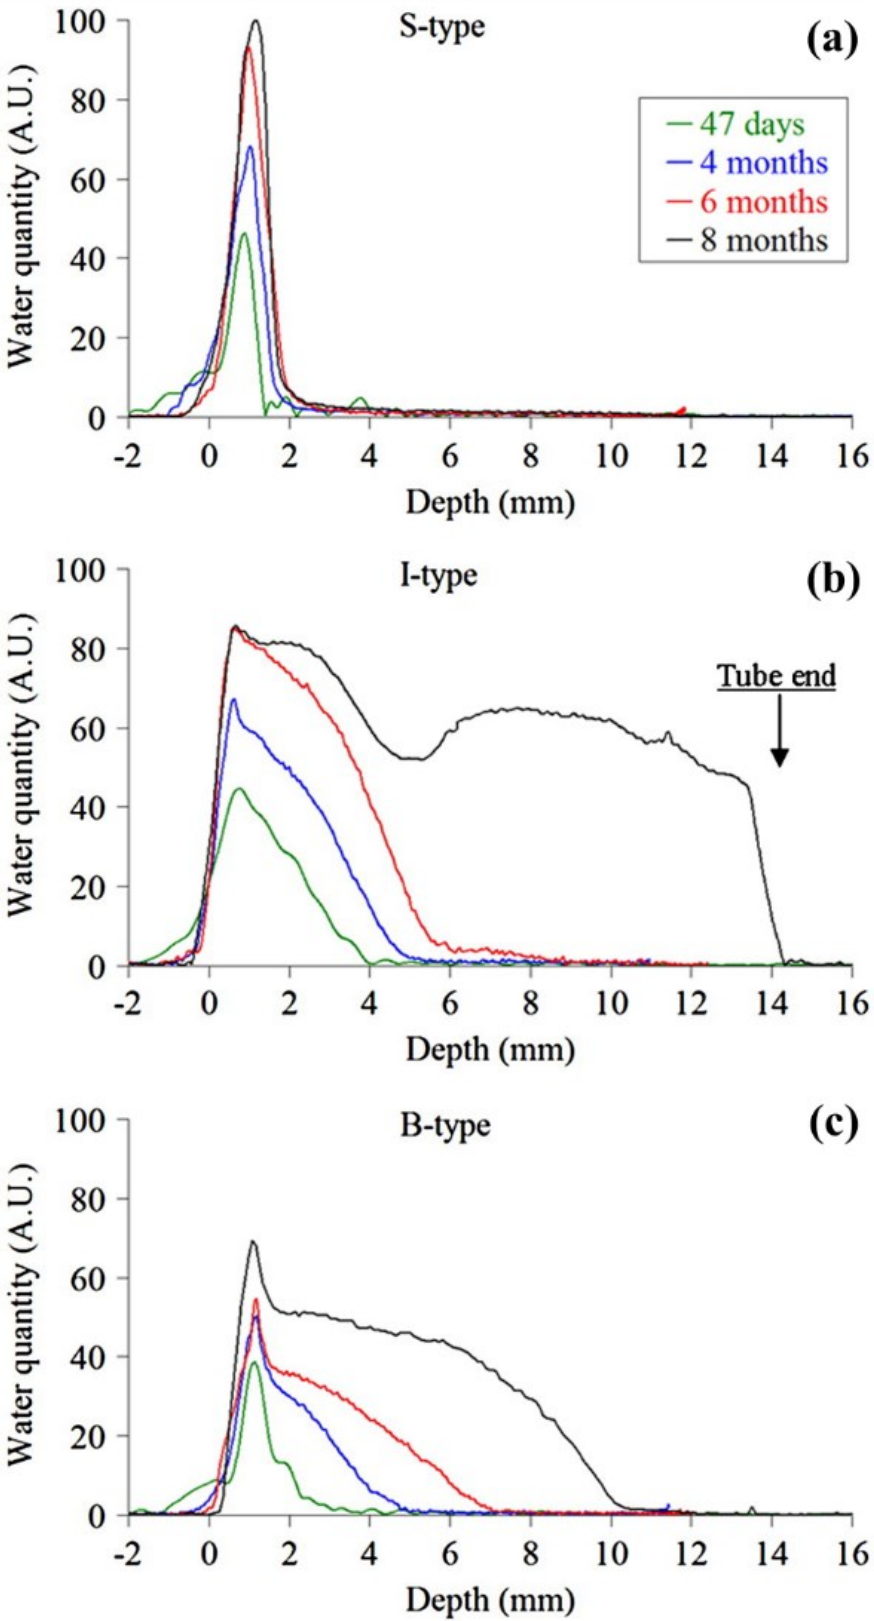 S-type
(a)
Water quantity (A.U.)
100
80
60
40
20
0
47 days
4 months
6 months
8 months
-2 0 2 4 6 8 10 12 14 16
Depth (mm)
I-type
(b)
Water quantity (A.U.)
100
80
60
40
20
0
Tube end
-2 0 2 4 6 8 10 12 14 16
Depth (mm)
B-type
(c)
Water quantity (A.U.)
100
80
60
40
20
0
-2 0 2 4 6 8 10 12 14 16
Depth (mm)